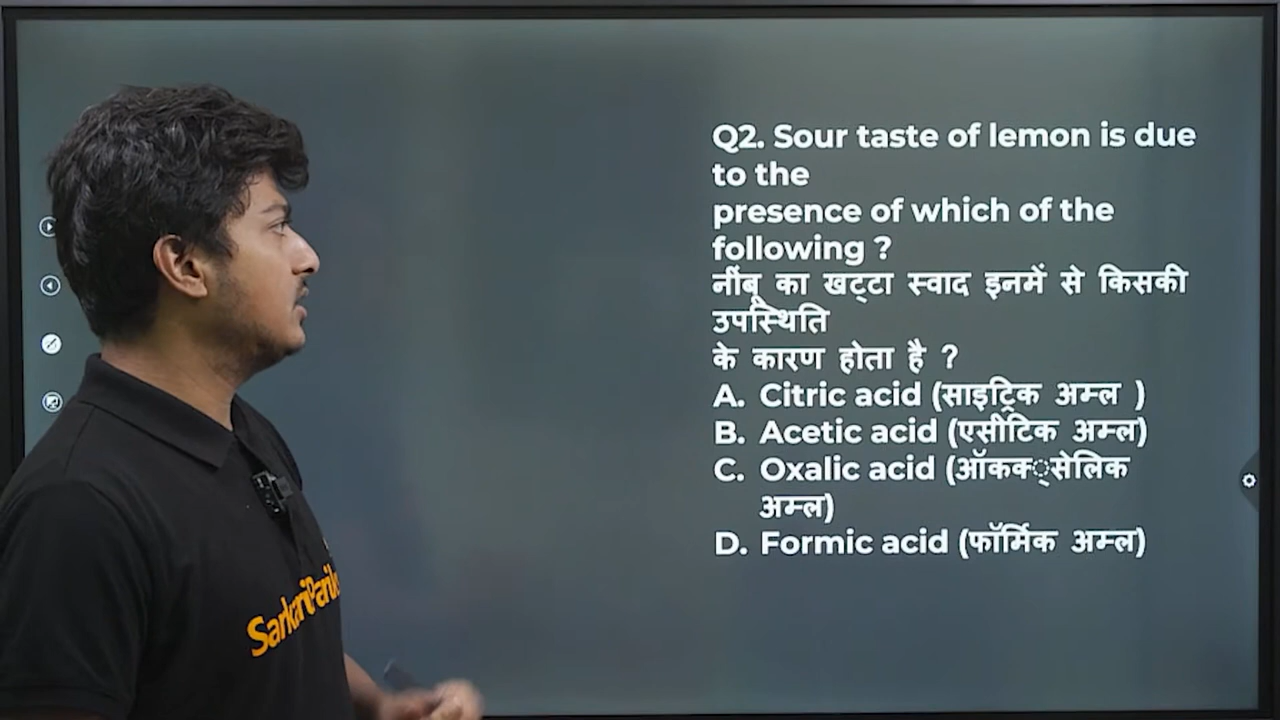 Q2. Sour taste of lemon is due
to the
presence of which of the
following ?
नींबू का खट्टा स्वाद इनमें से किसकी
उपस्थिति
के कारण होता है ?
A. Citric acid (साइट्रिक अम्ल )
B. Acetic acid (एसीटिक अम्ल)
C. Oxalic acid (ऑकक््सेलिक
अम्ल)
D. Formic acid (फॉर्मिक अम्ल)
SarkariParik